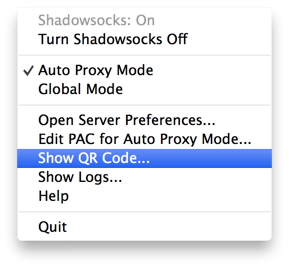 Shadowsocks: On
Turn Shadowsocks Off
✓ Auto Proxy Mode
Global Mode
Open Server Preferences...
Edit PAC for Auto Proxy Mode...
Show QR Code...
Show Logs...
Help
Quit